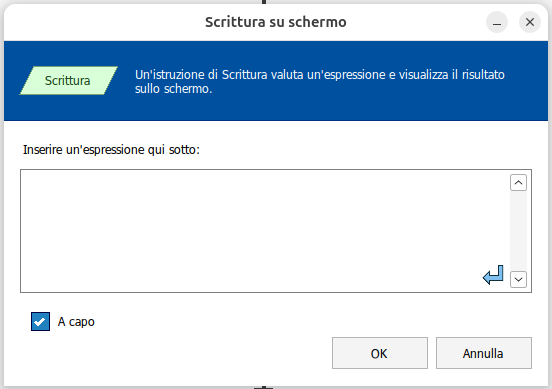 Scrittura su schermo
Scrittura
Un'istruzione di Scrittura valuta un'espressione e visualizza il risultato
sullo schermo.
Inserire un'espressione qui sotto:
A capo
OK
Annulla